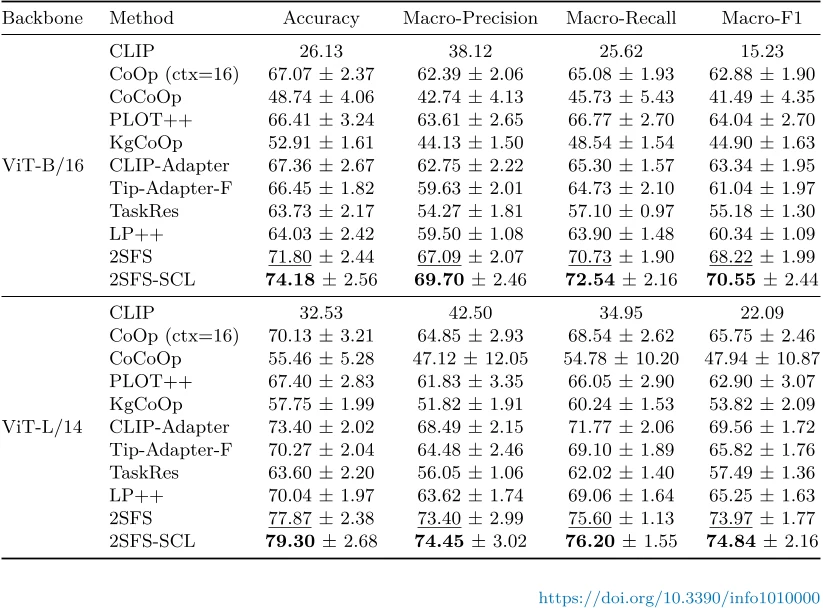 Backbone Method Accuracy Macro-Precision Macro-Recall Macro-F1
CLIP 26.13 38.12 25.62 15.23
CoOp (ctx=16) 67.07 ± 2.37 62.39 ± 2.06 65.08 ± 1.93 62.88 ± 1.90
CoCoOp 48.74 ± 4.06 42.74 ± 4.13 45.73 ± 5.43 41.49 ± 4.35
PLOT++ 66.41 ± 3.24 63.61 ± 2.65 66.77 ± 2.70 64.04 ± 2.70
KgCoOp 52.91 ± 1.61 44.13 ± 1.50 48.54 ± 1.54 44.90 ± 1.63
ViT-B/16 CLIP-Adapter 67.36 ± 2.67 62.75 ± 2.22 65.30 ± 1.57 63.34 ± 1.95
Tip-Adapter-F 66.45 ± 1.82 59.63 ± 2.01 64.73 ± 2.10 61.04 ± 1.97
TaskRes 63.73 ± 2.17 54.27 ± 1.81 57.10 ± 0.97 55.18 ± 1.30
LP++ 64.03 ± 2.42 59.50 ± 1.08 63.90 ± 1.48 60.34 ± 1.09
2SFS 71.80 ± 2.44 67.09 ± 2.07 70.73 ± 1.90 68.22 ± 1.99
2SFS-SCL 74.18 ± 2.56 69.70 ± 2.46 72.54 ± 2.16 70.55 ± 2.44
CLIP 32.53 42.50 34.95 22.09
CoOp (ctx=16) 70.13 ± 3.21 64.85 ± 2.93 68.54 ± 2.62 65.75 ± 2.46
CoCoOp 55.46 ± 5.28 47.12 ± 12.05 54.78 ± 10.20 47.94 ± 10.87
PLOT++ 67.40 ± 2.83 61.83 ± 3.35 66.05 ± 2.90 62.90 ± 3.07
KgCoOp 57.75 ± 1.99 51.82 ± 1.91 60.24 ± 1.53 53.82 ± 2.09
ViT-L/14 CLIP-Adapter 73.40 ± 2.02 68.49 ± 2.15 71.77 ± 2.06 69.56 ± 1.72
Tip-Adapter-F 70.27 ± 2.04 64.48 ± 2.46 69.10 ± 1.89 65.82 ± 1.76
TaskRes 63.60 ± 2.20 56.05 ± 1.06 62.02 ± 1.40 57.49 ± 1.36
LP++ 70.04 ± 1.97 63.62 ± 1.74 69.06 ± 1.64 65.25 ± 1.63
2SFS 77.87 ± 2.38 73.40 ± 2.99 75.60 ± 1.13 73.97 ± 1.77
2SFS-SCL 79.30 ± 2.68 74.45 ± 3.02 76.20 ± 1.55 74.84 ± 2.16
https://doi.org/10.3390/info1010000